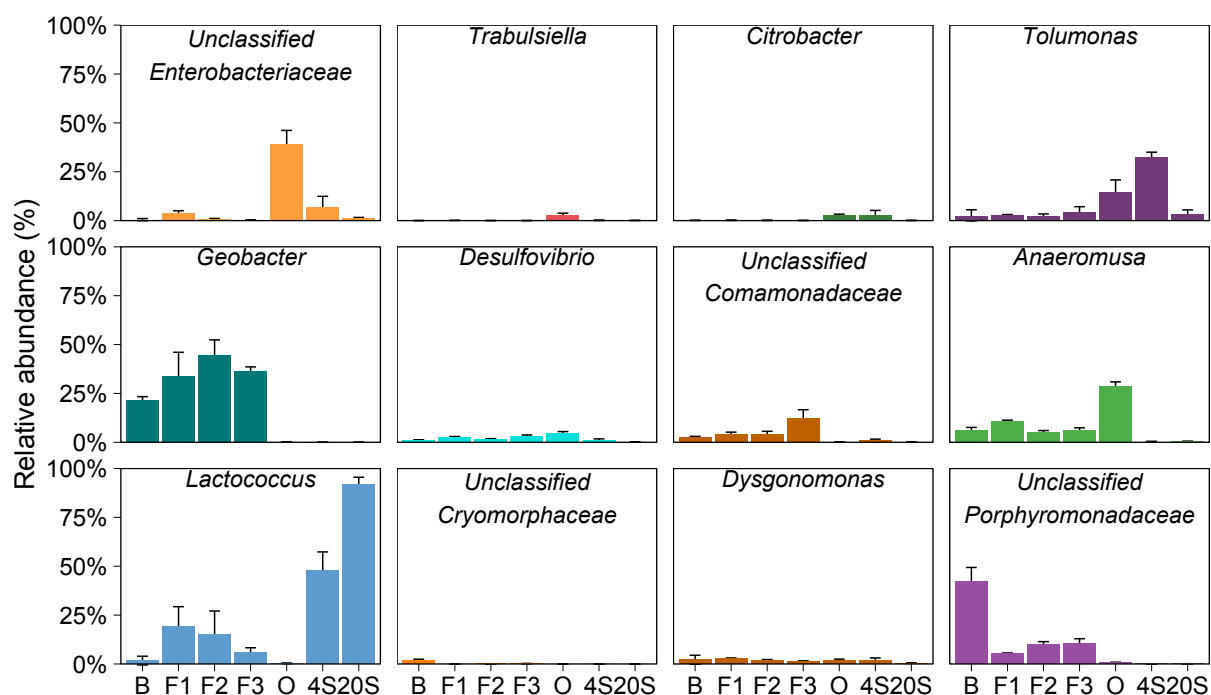 Relative abundance (%)
100%
75%
50%
25%
0%
Unclassified
Enterobacteriaceae
Trabulsiella
Citrobacter
Tolumonas
100%
75%
50%
25%
0%
Geobacter
Desulfovibrio
Unclassified
Comamonadaceae
Anaeromusa
100%
75%
50%
25%
0%
Lactococcus
Unclassified
Cryomorphaceae
Dysgonomonas
Unclassified
Porphyromonadaceae
B F1 F2 F3 O 4S20S
B F1 F2 F3 O 4S20S
B F1 F2 F3 O 4S20S
B F1 F2 F3 O 4S20S